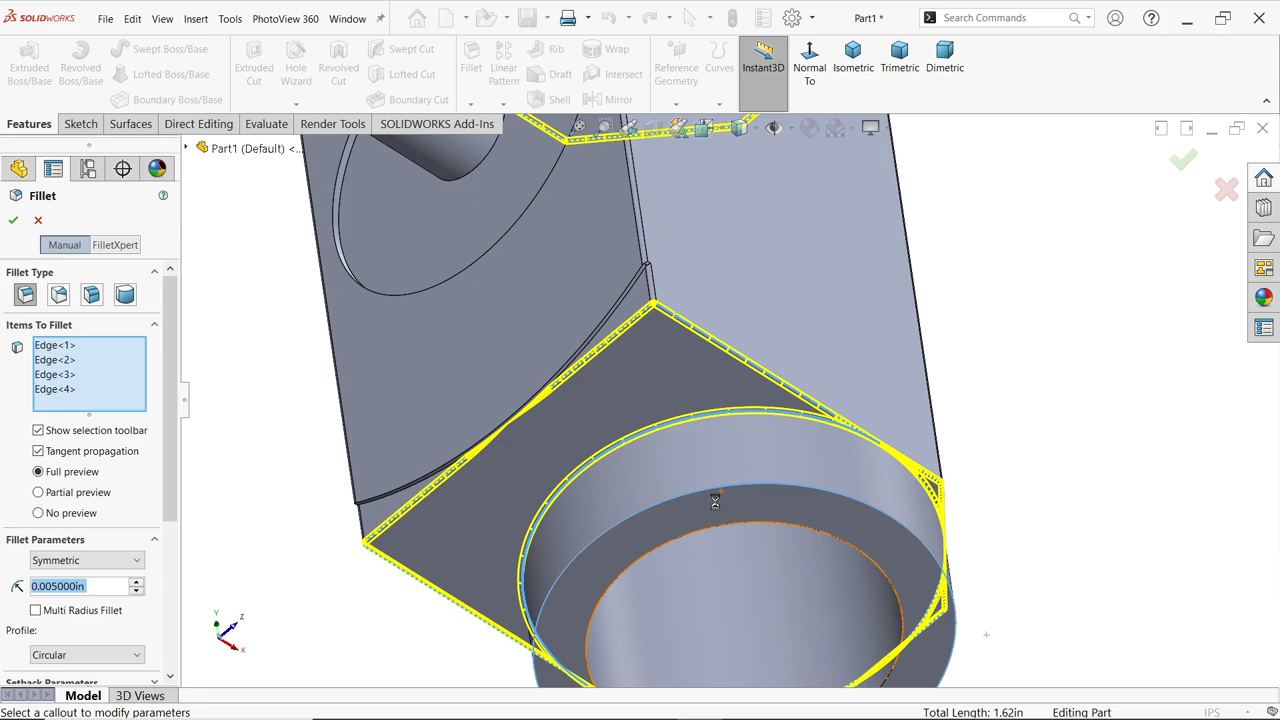 SOLIDWORKS File Edit View Insert Tools PhotoView 360 Window Part1 * Search Commands
Extruded Boss/Base Revolved Boss/Base Swept Boss/Base Lofted Boss/Base Boundary Boss/Base Extruded Cut Hole Wizard Revolved Cut Swept Cut Lofted Cut Boundary Cut Fillet Linear Pattern Rib Draft Shell Wrap Intersect Mirror Reference Geometry Curves Instant3D Normal To Isometric Trimetric Dimetric
Features Sketch Surfaces Direct Editing Evaluate Render Tools SOLIDWORKS Add-Ins
Part1 (Default) <...
Fillet
Manual FilletXpert
Fillet Type
Items To Fillet
Edge<1>
Edge<2>
Edge<3>
Edge<4>
Show selection toolbar
Tangent propagation
Full preview
Partial preview
No preview
Fillet Parameters
Symmetric
0.005000in
Multi Radius Fillet
Profile:
Circular
Setback Parameters
Y
Z
X
Model 3D Views
Select a callout to modify parameters Total Length: 1.62in Editing Part IPS